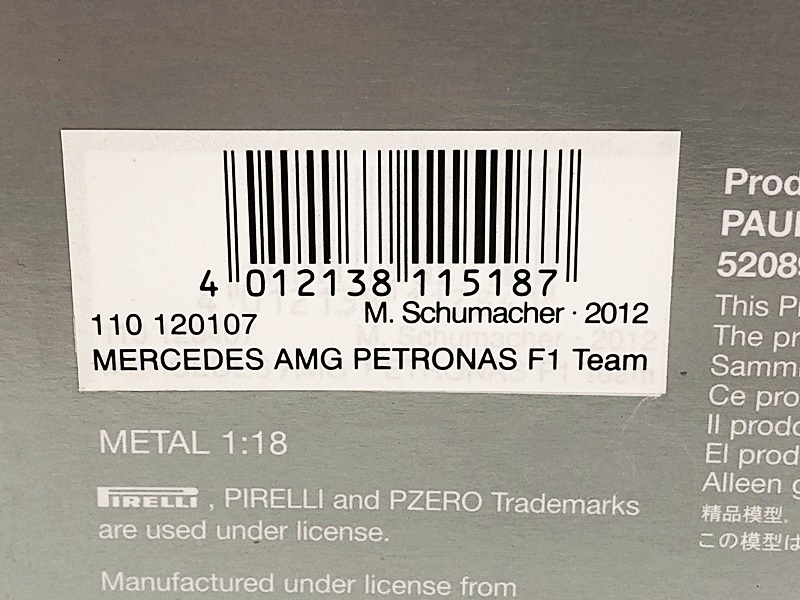 4 012138 115187
110 120107
M. Schumacher · 2012
MERCEDES AMG PETRONAS F1 Team
METAL 1:18
PIRELLI , PIRELLI and PZERO Trademarks
are used under license.
Manufactured under license from
Prod
PAUL
5208
This P
The pr
Samm
Ce pro
Il prod
El prod
Alleen g
精品模型,
この模型は